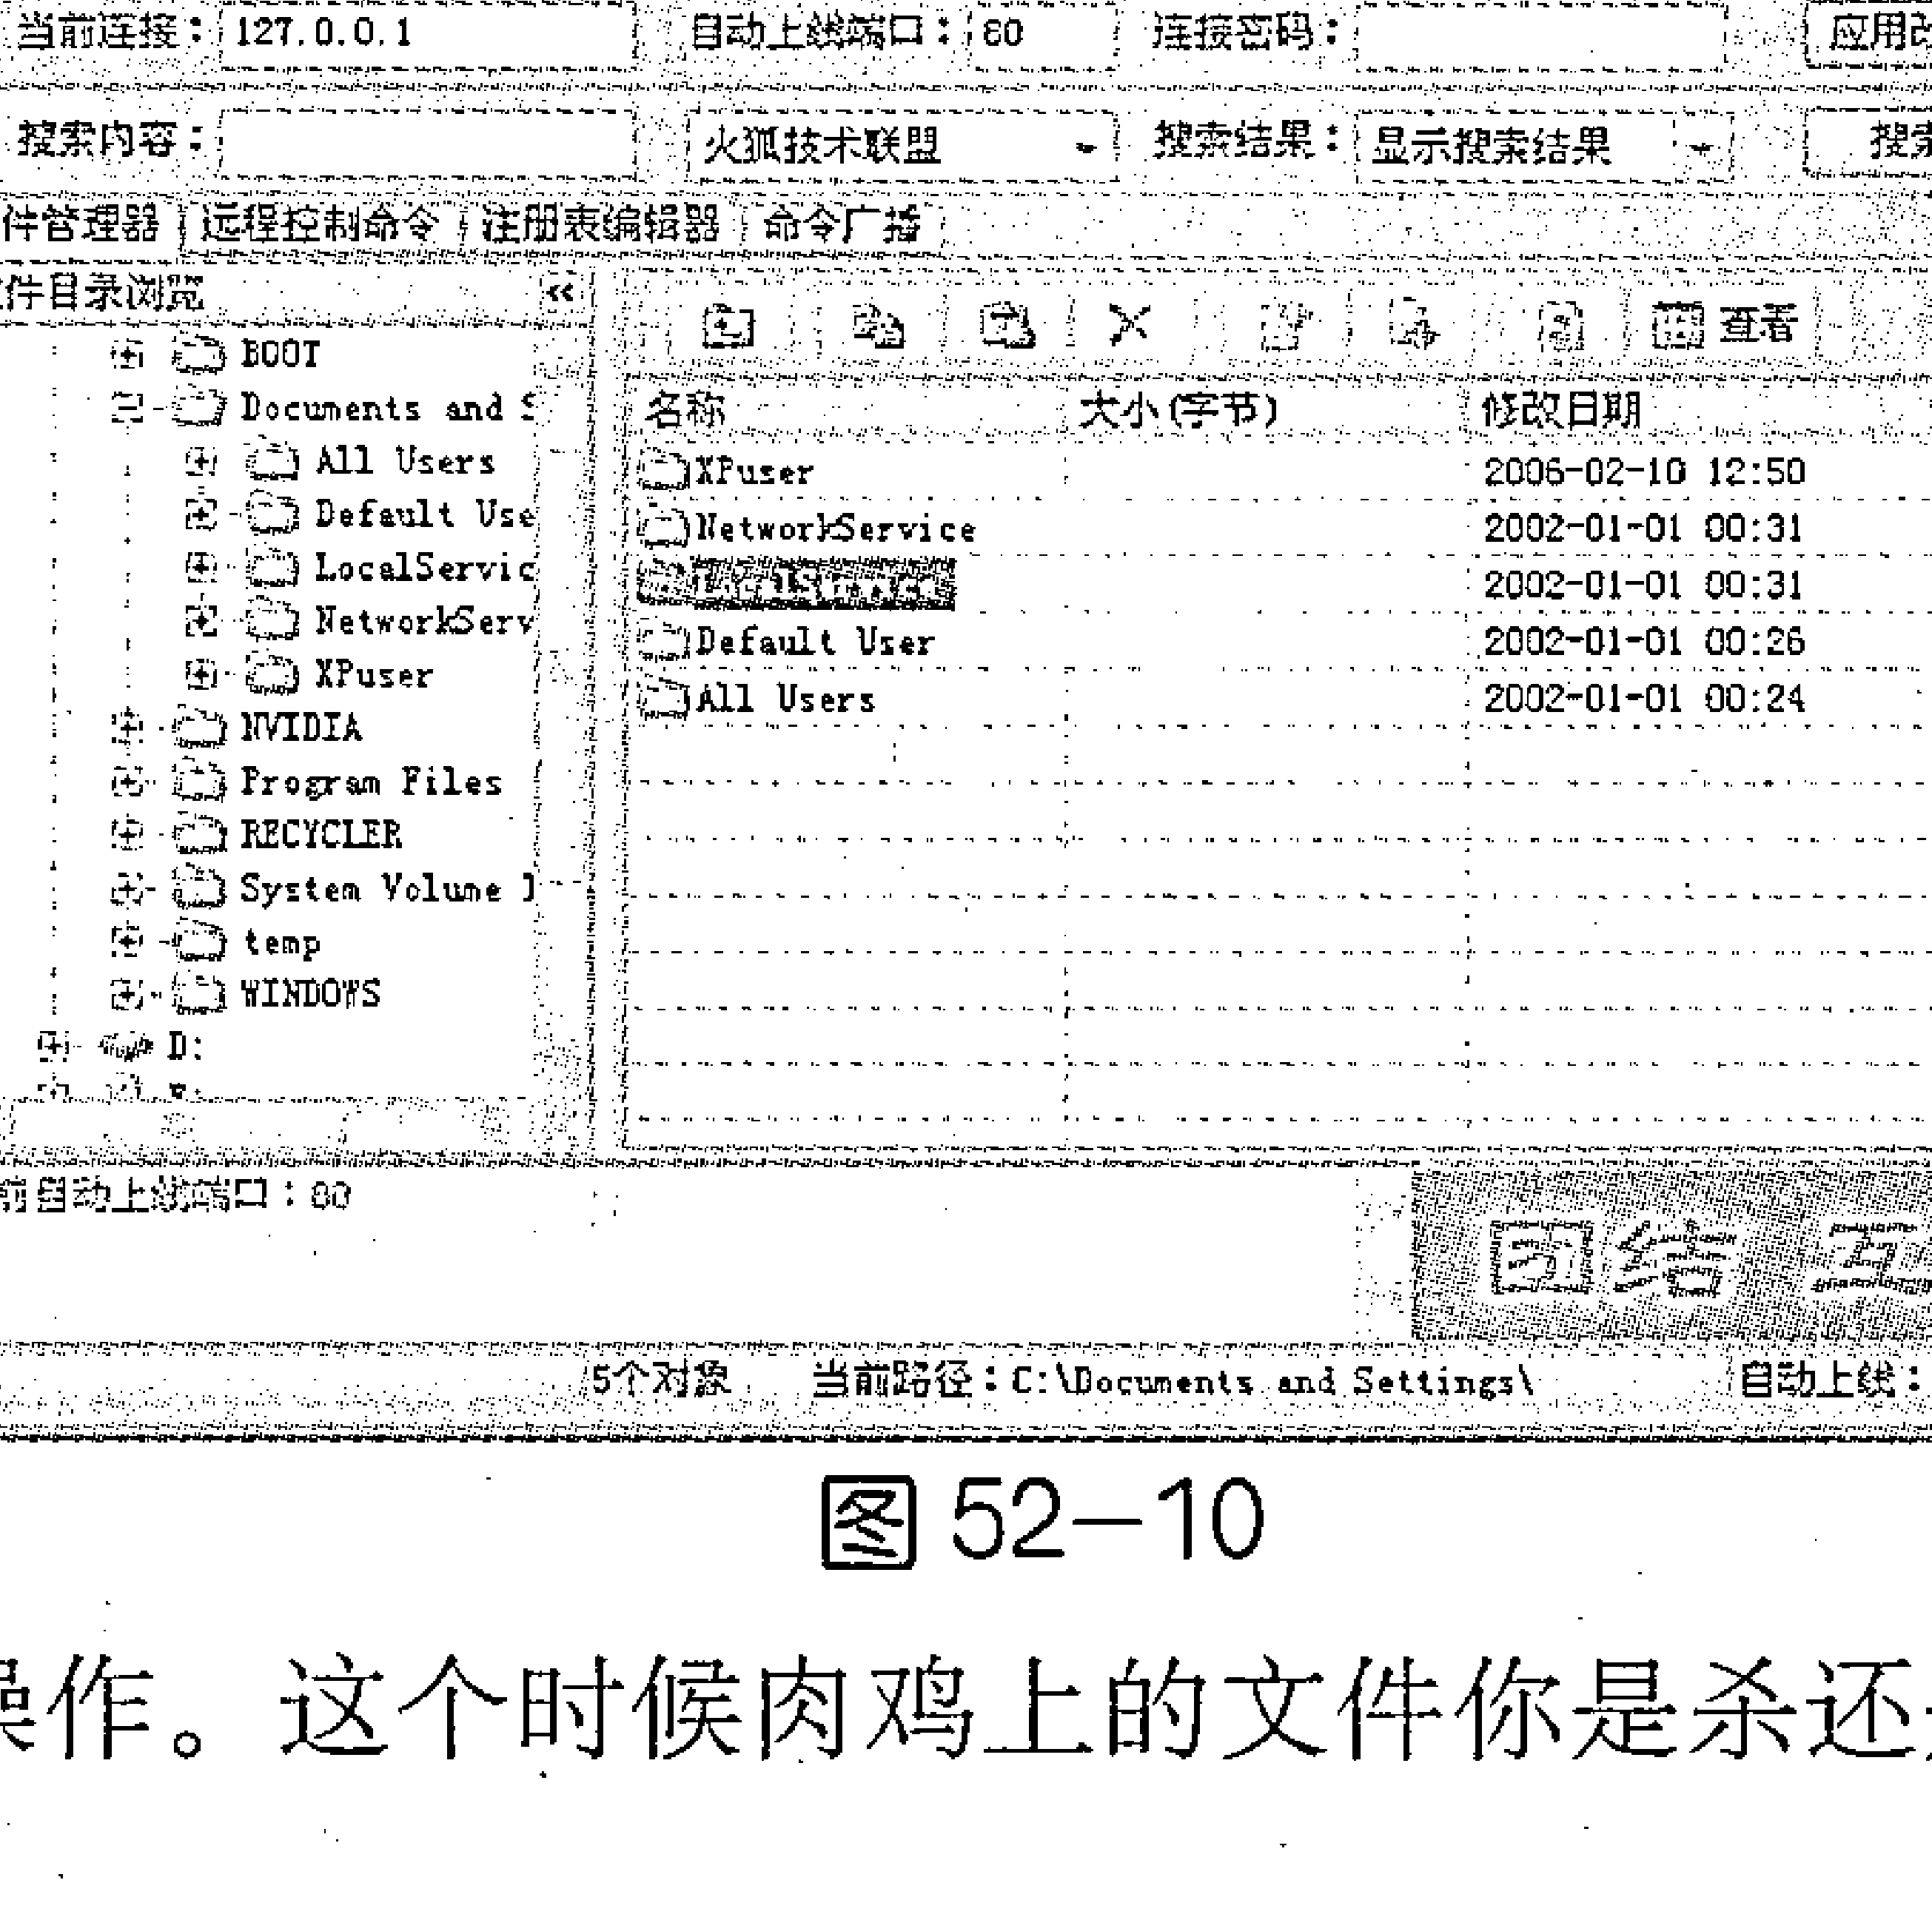 当前连接： 127.0.0.1 自动上线端口： 80 连接密码： 应用改
搜索内容： 火狐技术联盟 搜索结果： 显示搜索结果 搜索
件管理器 远程控制命令 注册表编辑器 命令广播
件目录浏览 « 查看
名称 大小(字节) 修改日期
BOOT
Documents and S
All Users
Default Use
LocalServic
NetworkServ
XPuser
NVIDIA
Program Files
RECYCLER
System Volume I
temp
WINDOWS
D:
XPuser 2006-02-10 12:50
NetworkService 2002-01-01 00:31
LocalService 2002-01-01 00:31
Default User 2002-01-01 00:26
All Users 2002-01-01 00:24
前自动上线端口：80
团结
5个对象 当前路径：C:\Documents and Settings\ 自动上线：
图 52-10
操作。这个时候肉鸡上的文件你是杀还